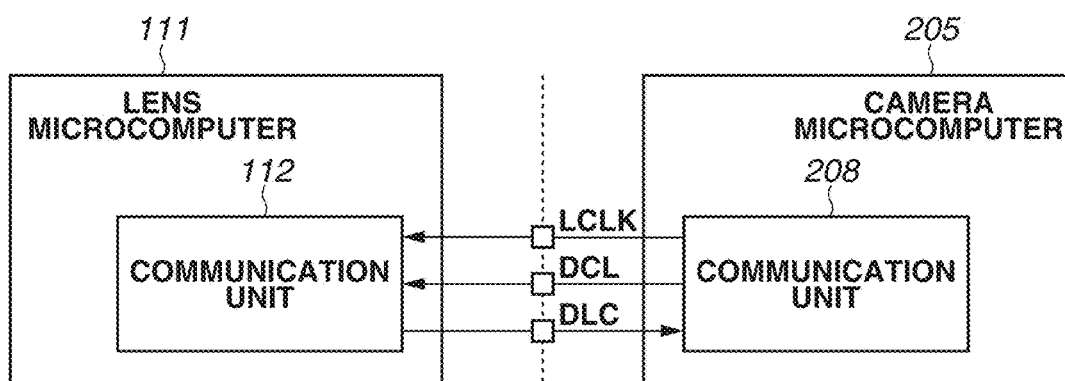 111
205
LENS
MICROCOMPUTER
CAMERA
MICROCOMPUTER
112
208
COMMUNICATION
UNIT
LCLK
DCL
DLC
COMMUNICATION
UNIT